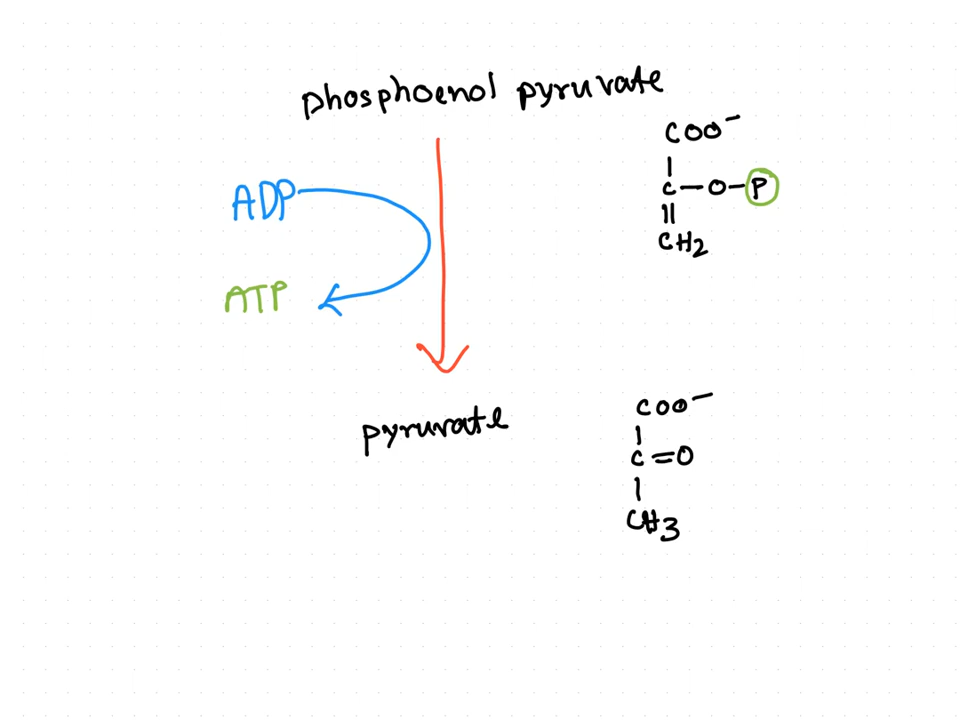 phosphoenol pyruvate
COO⁻
|
C–O–P
||
CH2
ADP
ATP
pyruvate
COO⁻
|
C=O
|
CH3